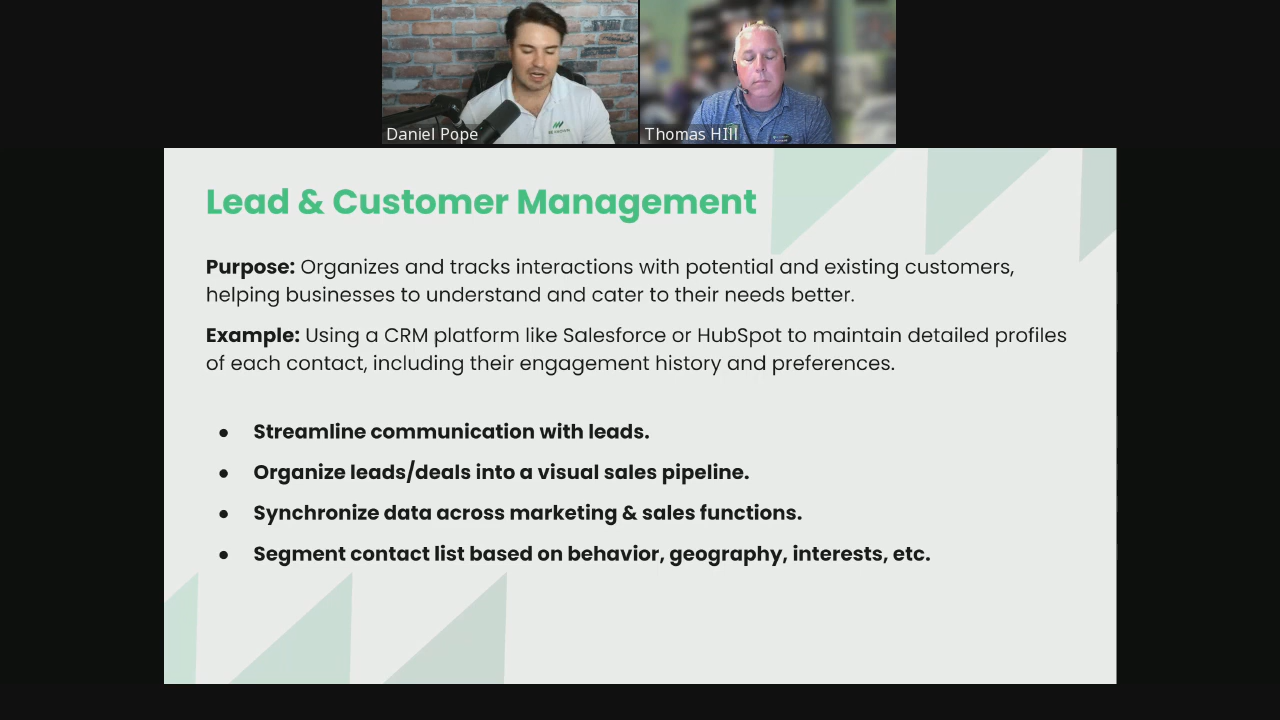 Daniel Pope
Thomas HIll
Lead & Customer Management
Purpose: Organizes and tracks interactions with potential and existing customers,
helping businesses to understand and cater to their needs better.
Example: Using a CRM platform like Salesforce or HubSpot to maintain detailed profiles
of each contact, including their engagement history and preferences.
● Streamline communication with leads.
● Organize leads/deals into a visual sales pipeline.
● Synchronize data across marketing & sales functions.
● Segment contact list based on behavior, geography, interests, etc.